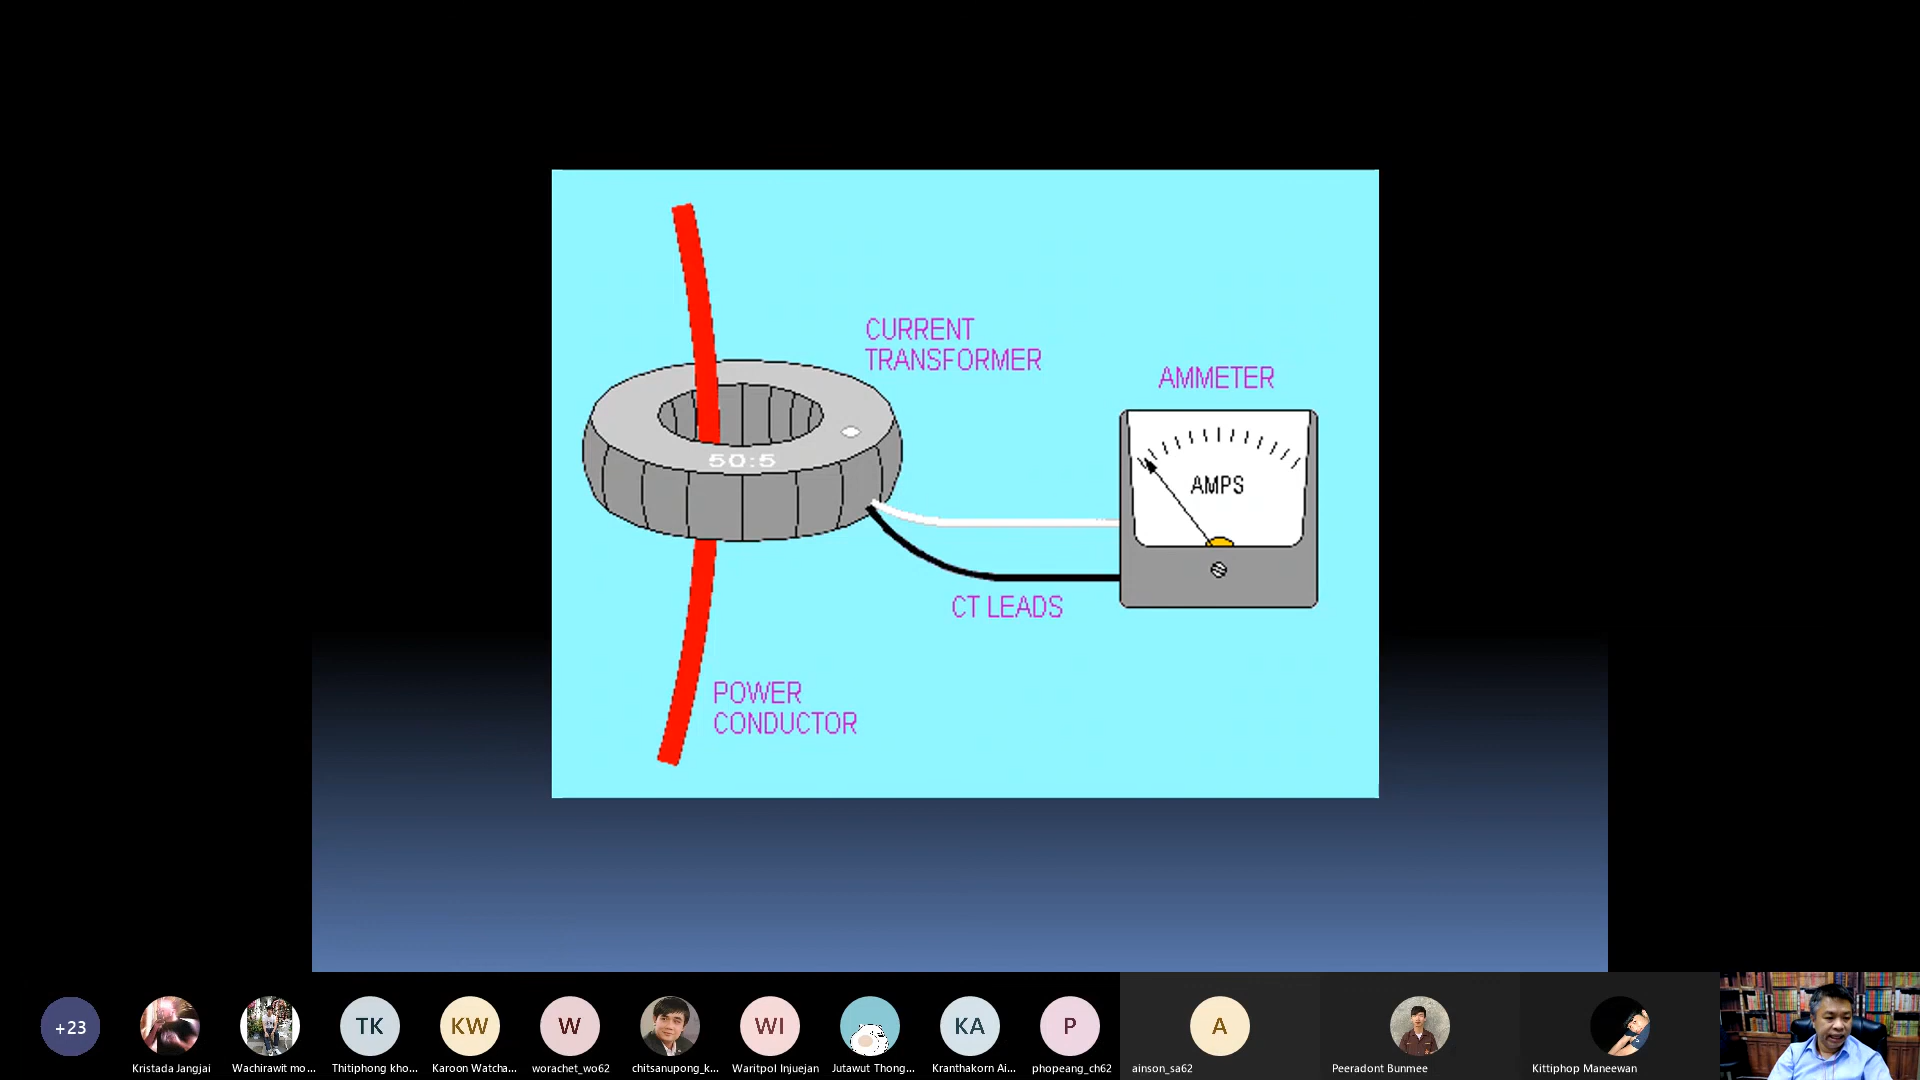 CURRENT
TRANSFORMER
AMMETER
50:5
AMPS
CT LEADS
POWER
CONDUCTOR
+23
TK
KW
W
WI
KA
P
A
Kristada Jangjai
Wachirawit mo...
Thitiphong kho...
Karoon Watcha...
worachet_wo62
chitsanupong_k...
Waritpol Injuejan
Jutawut Thong...
Kranthakorn Ai...
phopeang_ch62
ainson_sa62
Peeradont Bunmee
Kittiphop Maneewan